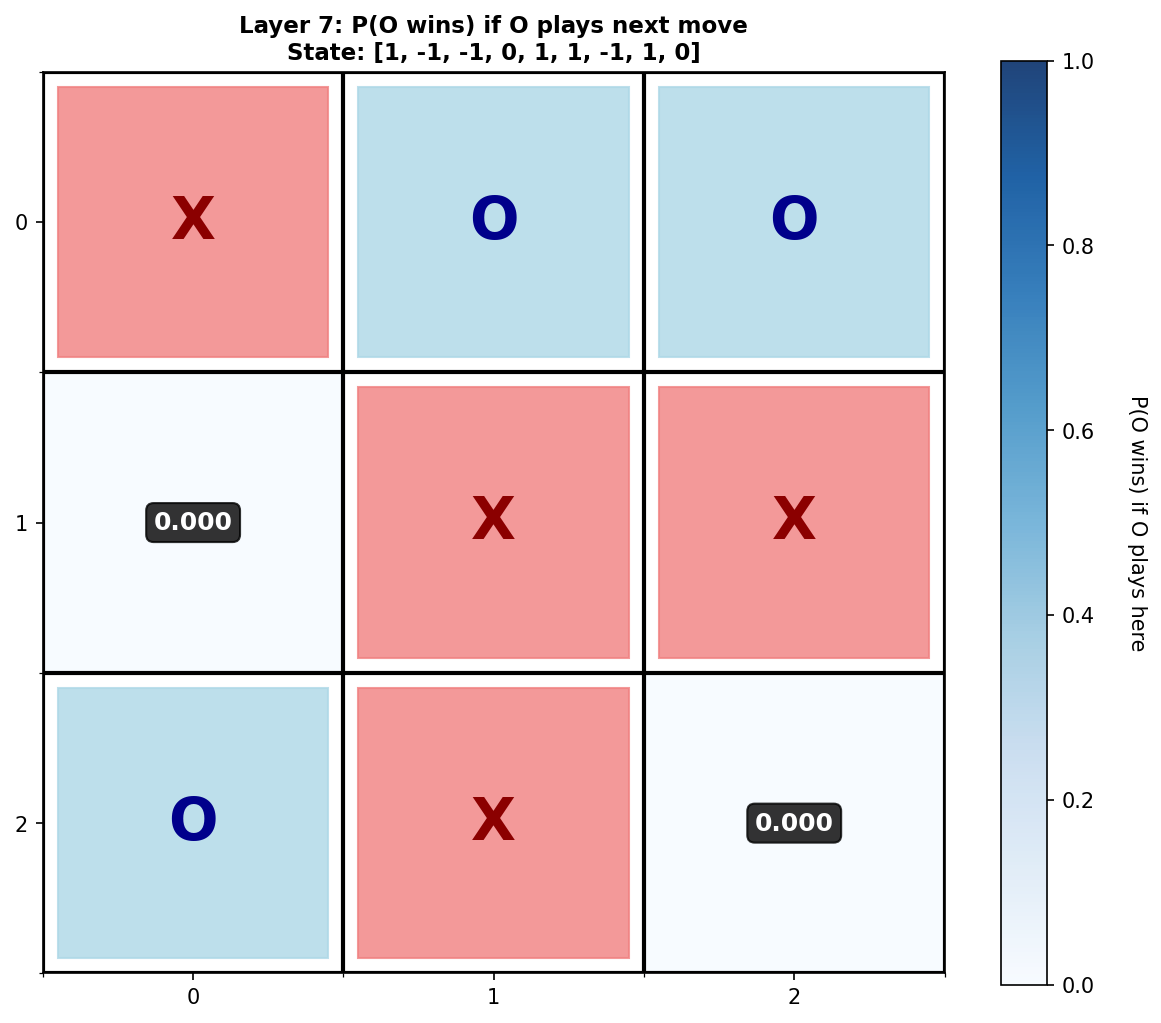 Layer 7: P(O wins) if O plays next move
State: [1, -1, -1, 0, 1, 1, -1, 1, 0]
X O O
0.000 X X
O X 0.000
0
1
2
0 1 2
1.0
0.8
0.6
0.4
0.2
0.0
P(O wins) if O plays here